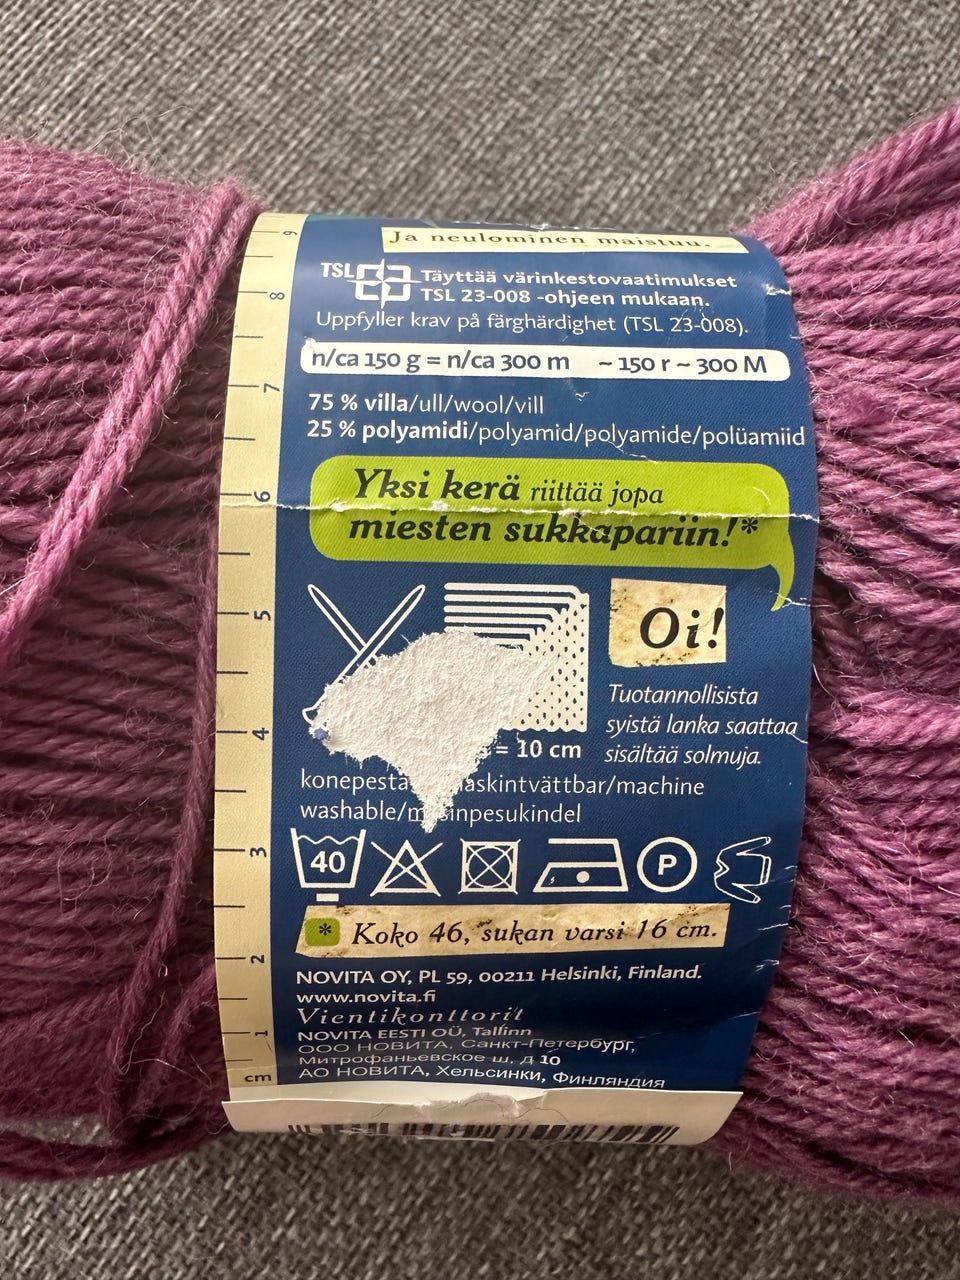 Ja neulominen maistuu.
TSL
Täyttää värinkestovaatimukset
TSL 23-008 -ohjeen mukaan.
Uppfyller krav på färghärdighet (TSL 23-008).
n/ca 150 g = n/ca 300 m ~ 150 r ~ 300 M
75 % villa/ull/wool/vill
25 % polyamidi/polyamid/polyamide/polüamiid
Yksi kerä riittää jopa
miesten sukkapariin!*
Oi!
Tuotannollisista
syistä lanka saattaa
sisältää solmuja.
= 10 cm
washable/
40
P
* Koko 46, sukan varsi 16 cm.
NOVITA OY, PL 59, 00211 Helsinki, Finland.
www.novita.fi
Vientikonttorit
NOVITA EESTI OÜ, Tallinn
ООО НОВИТА, Санкт-Петербург,
Митрофаньевское ш, д 10
АО НОВИТА, Хельсинки, Финляндия
9
8
7
6
5
4
3
2
1
cm